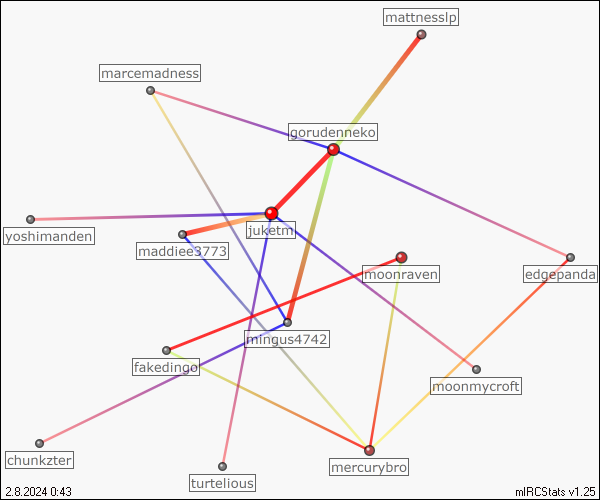 mattnesslp
marcemadness
gorudenneko
juketm
yoshimanden
maddiee3773
moonraven
edgepanda
mingus4742
fakedingo
moonmycroft
chunkzter
mercurybro
turtelious
2.8.2024 0:43
mIRCStats v1.25